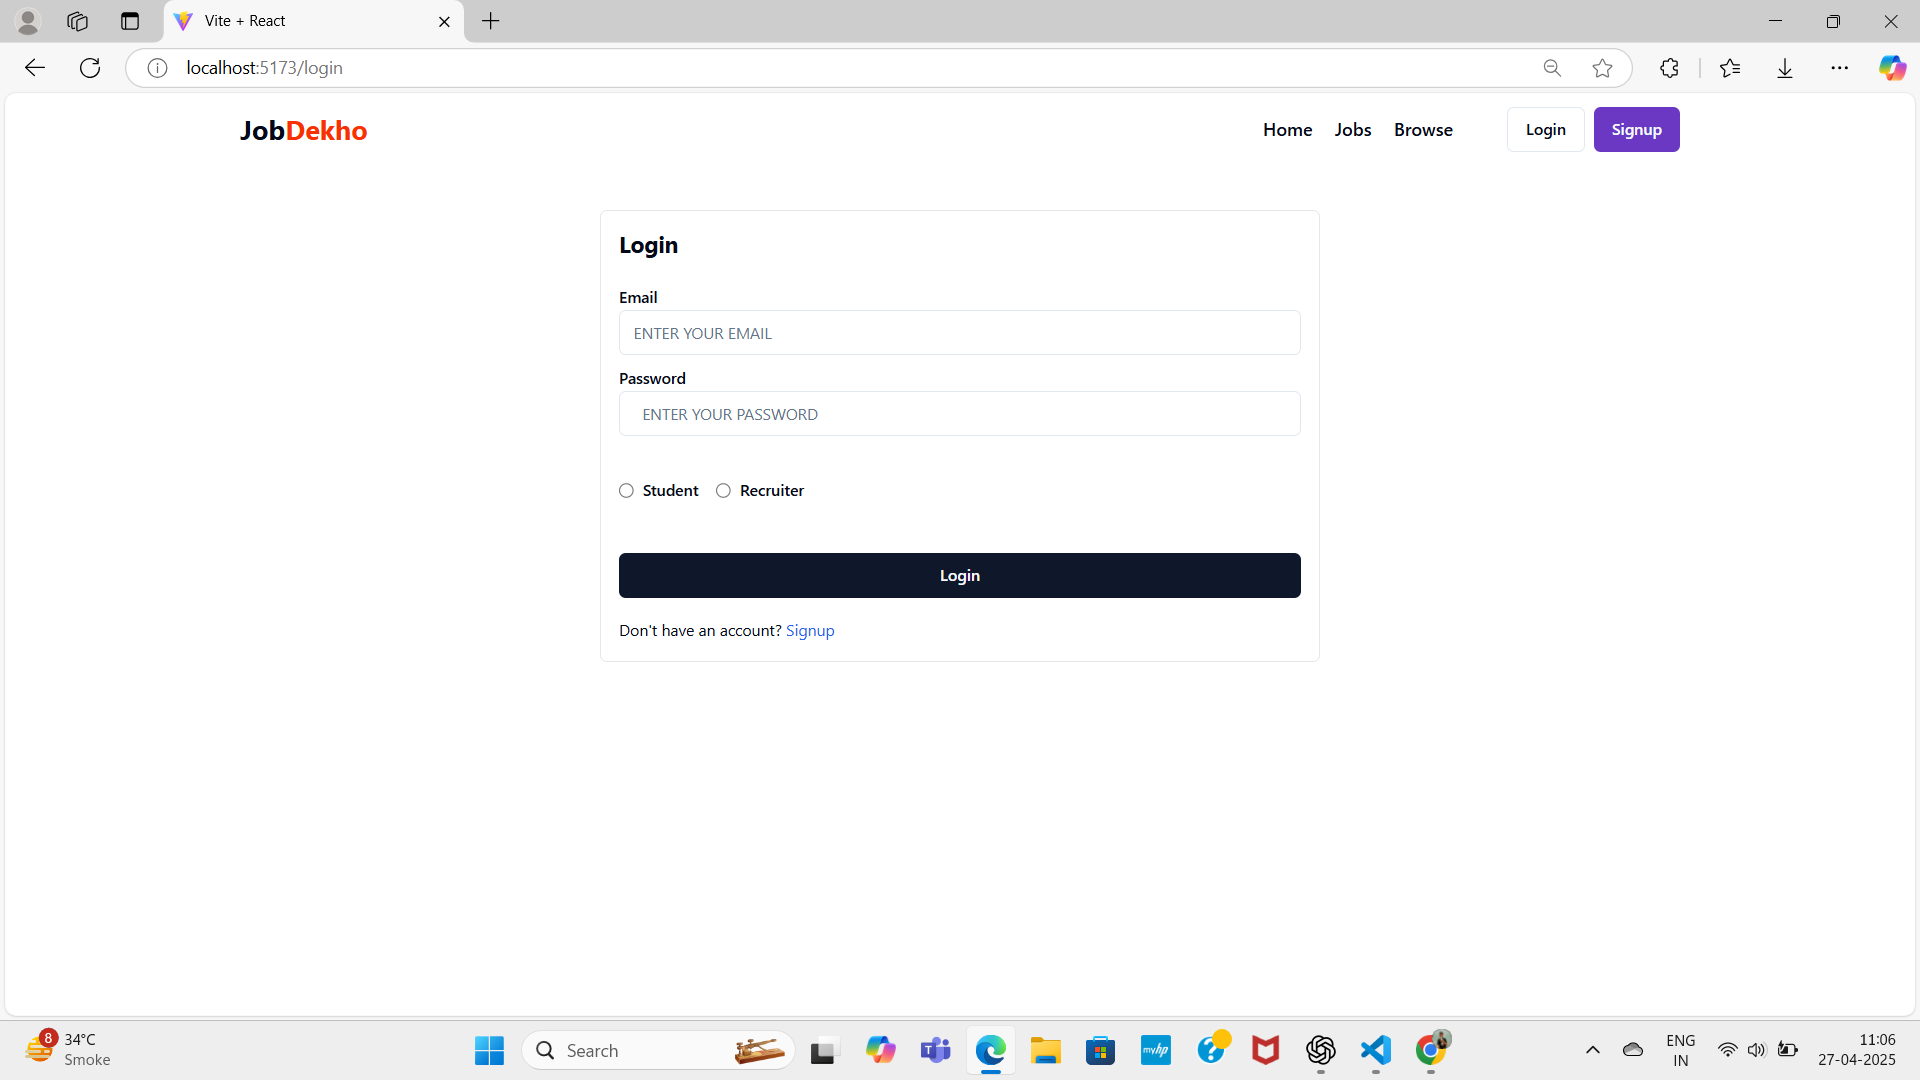 Vite + React
localhost:5173/login
JobDekho
Home Jobs Browse Login Signup
Login
Email
ENTER YOUR EMAIL
Password
ENTER YOUR PASSWORD
Student Recruiter
Login
Don't have an account? Signup
8
34°C
Smoke
Search
T
myhp
?
ENG
IN
11:06
27-04-2025